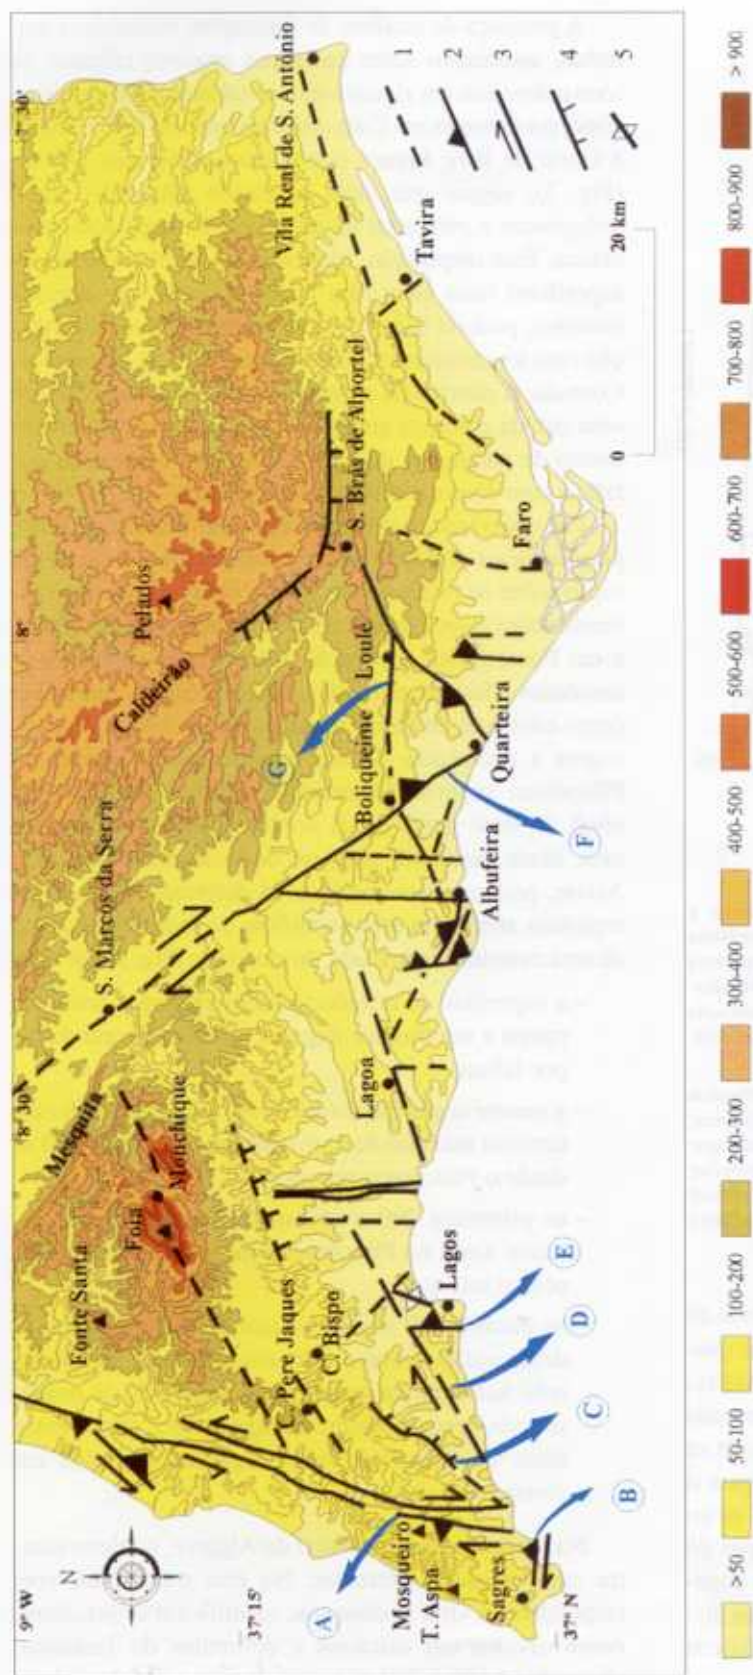 9° W
8° 30'
8°
7° 30'
N
37° 15'
37° N
Fonte Santa
Mesquita
Foia
Monchique
S. Marcos da Serra
Caldeirão
Pelados
C. Pere Jaques
C. Bispo
Lagos
Lagoa
Albufeira
Boliqueime
Loulé
Quarteira
S. Brás de Alportel
Faro
Tavira
Vila Real de S. António
Mosqueiro
T. Aspa
Sagres
A
B
C
D
E
F
G
1
2
3
4
5
0 20 km
>50
50-100
100-200
200-300
300-400
400-500
500-600
600-700
700-800
800-900
> 900